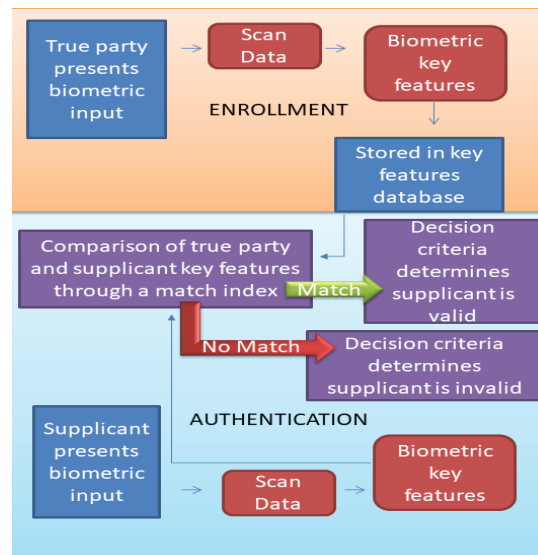 True party
presents
biometric
input
Scan
Data
Biometric
key
features
ENROLLMENT
Stored in key
features
database
Comparison of true party
and supplicant key features
through a match index
Match
Decision
criteria
determines
supplicant is
valid
No Match
Decision criteria
determines
supplicant is invalid
AUTHENTICATION
Supplicant
presents
biometric
input
Scan
Data
Biometric
key
features